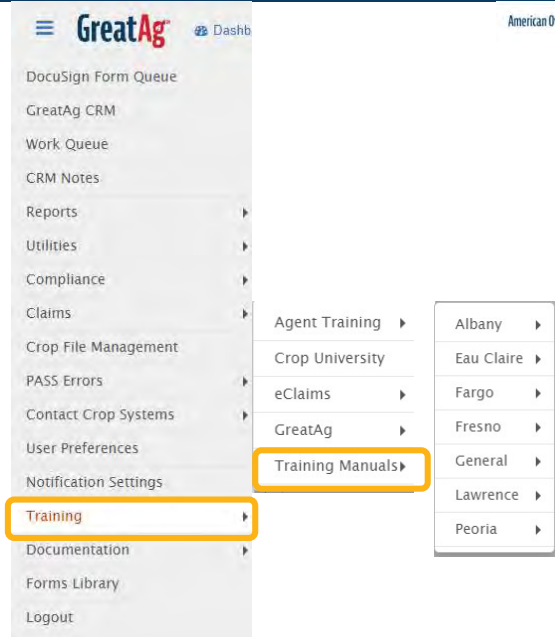 GreatAg
Dashb
American O
DocuSign Form Queue
GreatAg CRM
Work Queue
CRM Notes
Reports
Utilities
Compliance
Claims
Crop File Management
PASS Errors
Contact Crop Systems
User Preferences
Notification Settings
Training
Documentation
Forms Library
Logout
Agent Training
Crop University
eClaims
GreatAg
Training Manuals
Albany
Eau Claire
Fargo
Fresno
General
Lawrence
Peoria